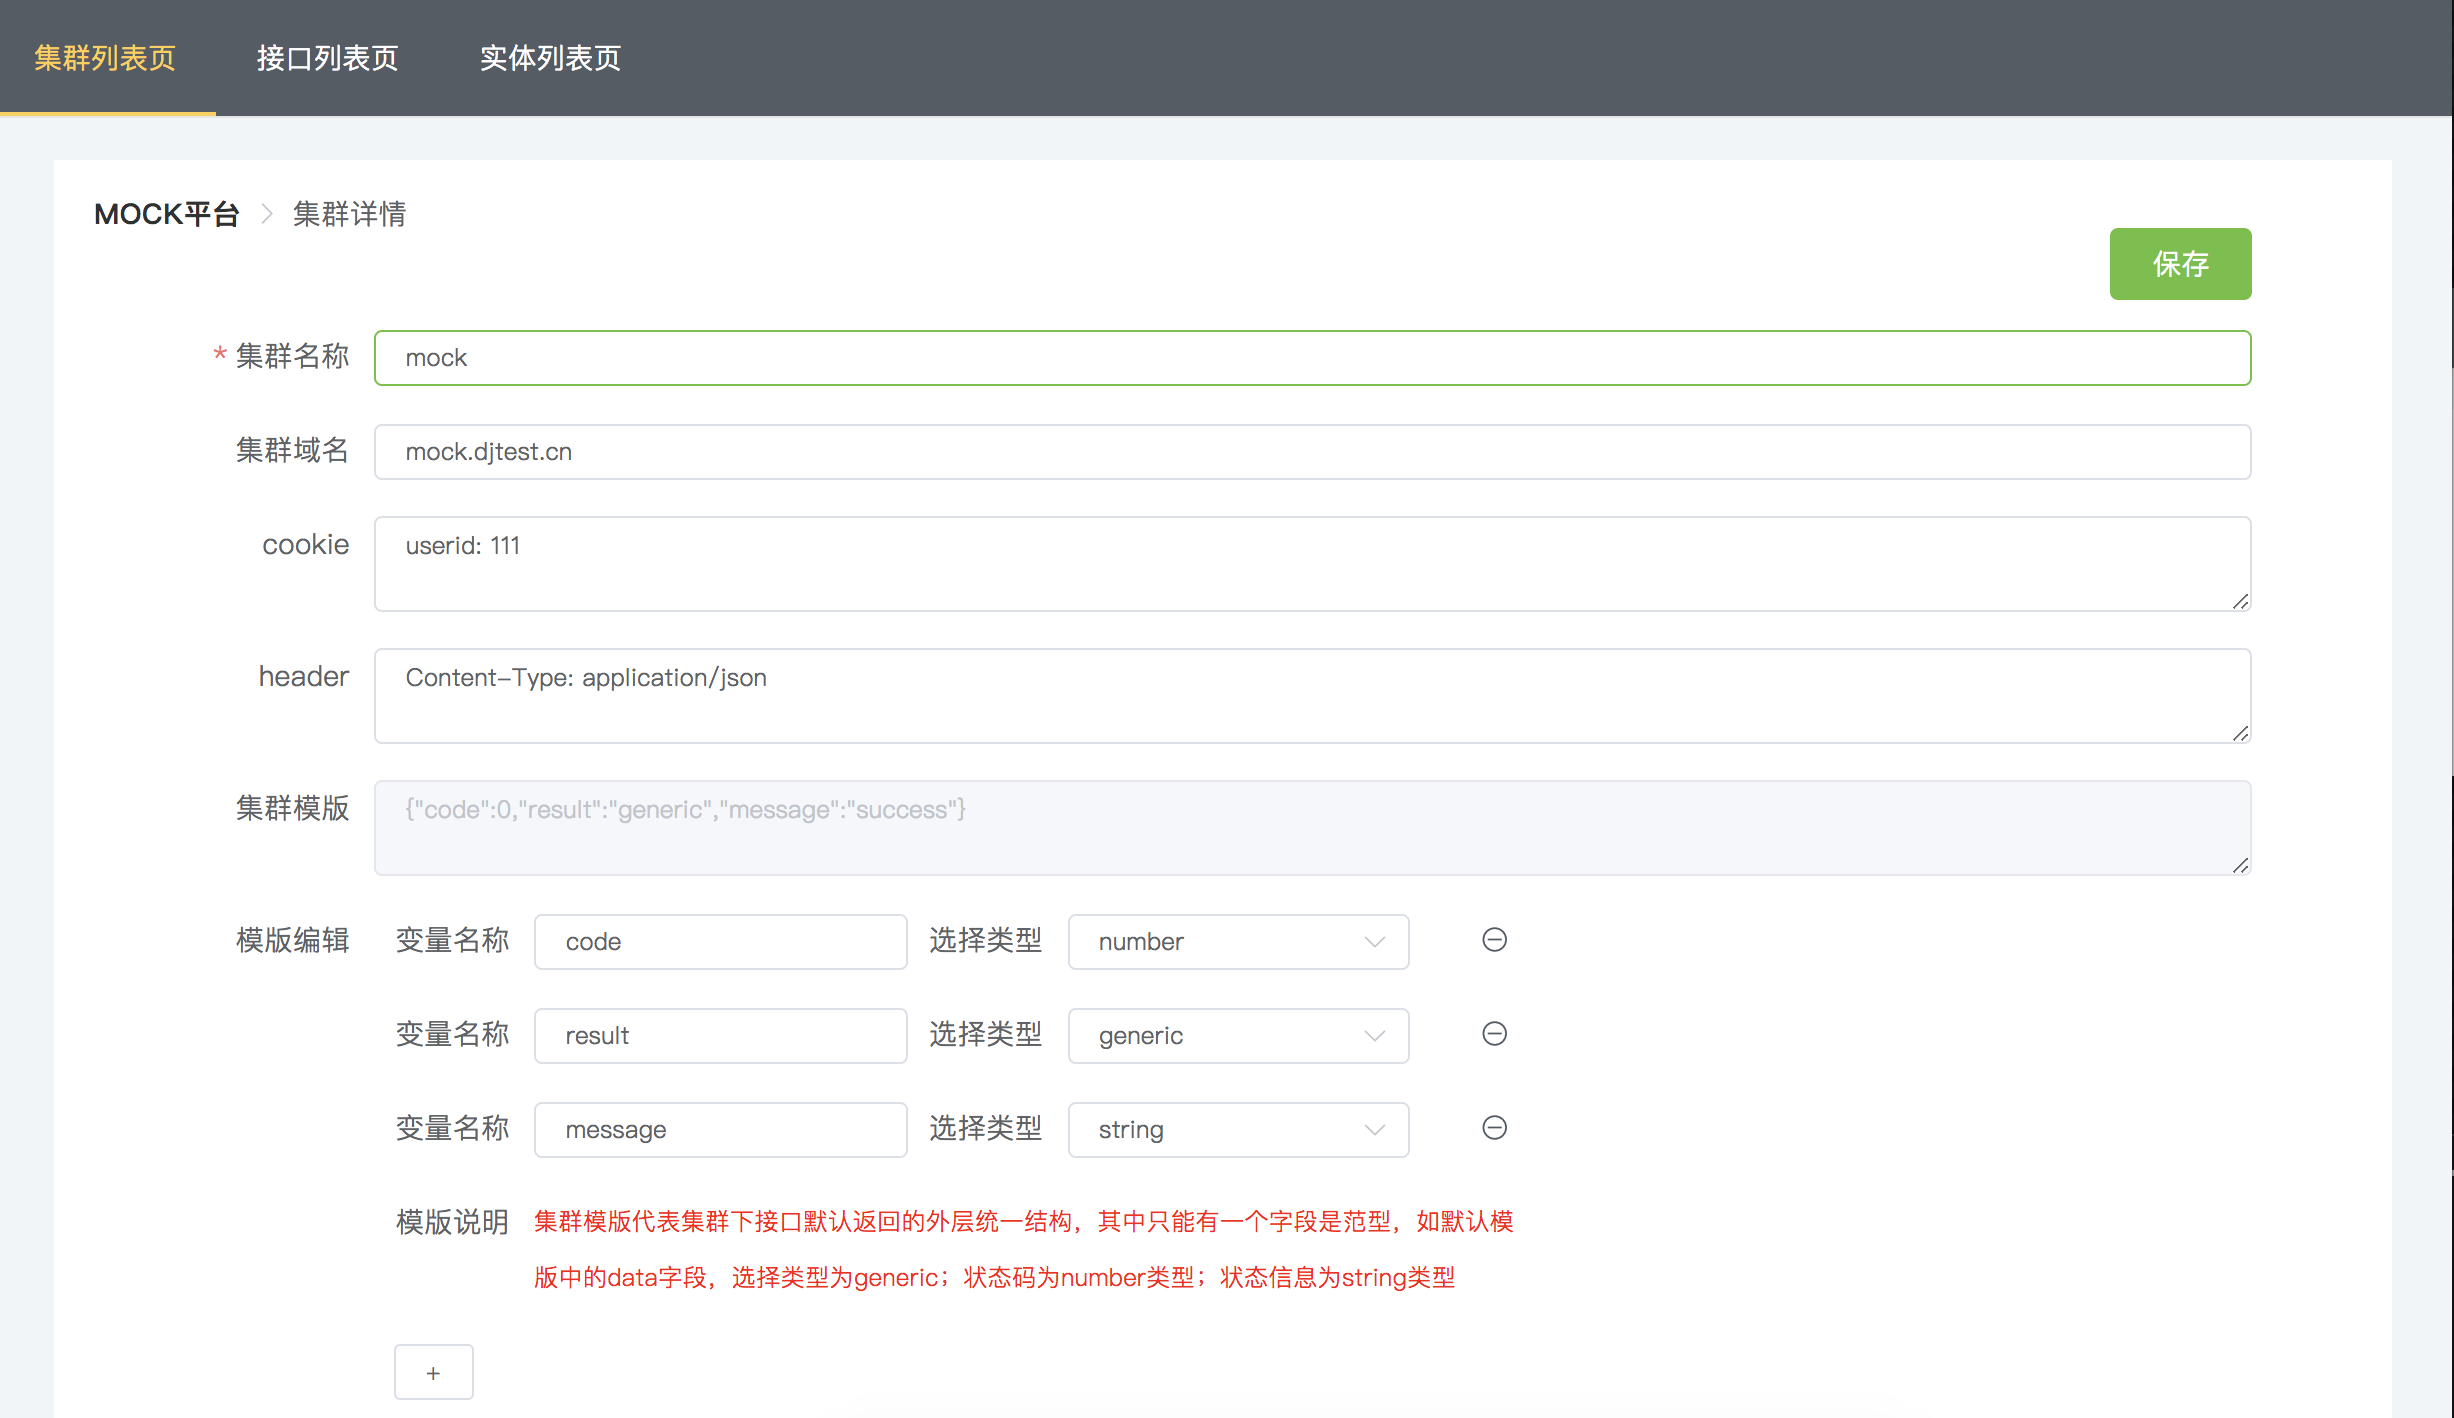 集群列表页 接口列表页 实体列表页
MOCK平台 > 集群详情
保存
* 集群名称 mock
集群域名 mock.djtest.cn
cookie userid: 111
header Content-Type: application/json
集群模版 {"code":0,"result":"generic","message":"success"}
模版编辑 变量名称 code 选择类型 number
变量名称 result 选择类型 generic
变量名称 message 选择类型 string
模版说明 集群模版代表集群下接口默认返回的外层统一结构，其中只能有一个字段是范型，如默认模
版中的data字段，选择类型为generic；状态码为number类型；状态信息为string类型
+